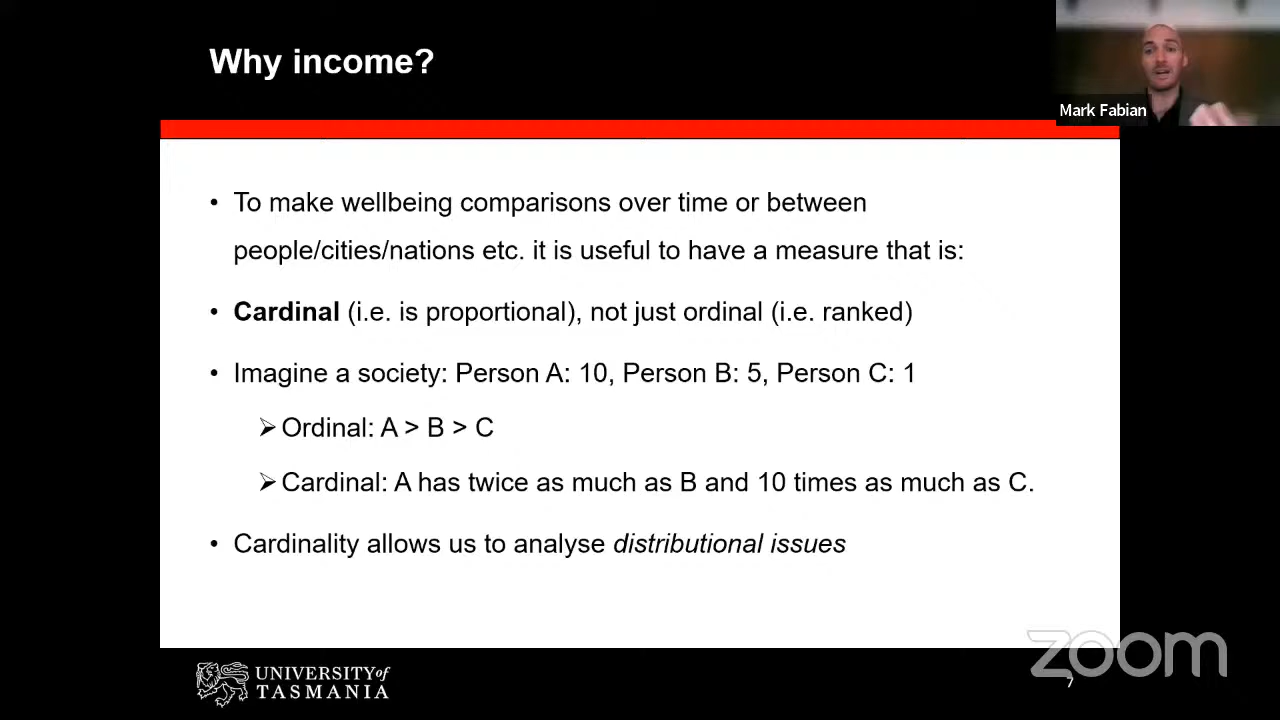 Why income?
Mark Fabian
• To make wellbeing comparisons over time or between
people/cities/nations etc. it is useful to have a measure that is:
• Cardinal (i.e. is proportional), not just ordinal (i.e. ranked)
• Imagine a society: Person A: 10, Person B: 5, Person C: 1
➢ Ordinal: A > B > C
➢ Cardinal: A has twice as much as B and 10 times as much as C.
• Cardinality allows us to analyse distributional issues
UNIVERSITY of
TASMANIA
zoom
7